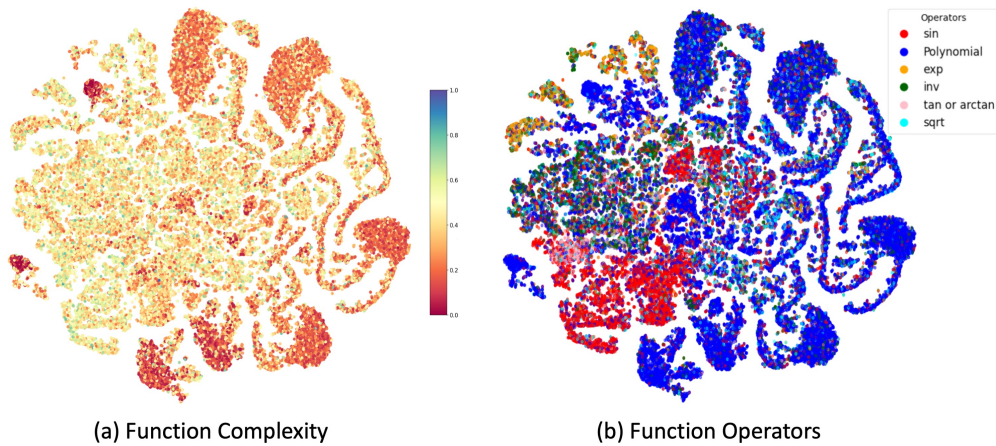 1.0
0.8
0.6
0.4
0.2
0.0
(a) Function Complexity
Operators
sin
Polynomial
exp
inv
tan or arctan
sqrt
(b) Function Operators